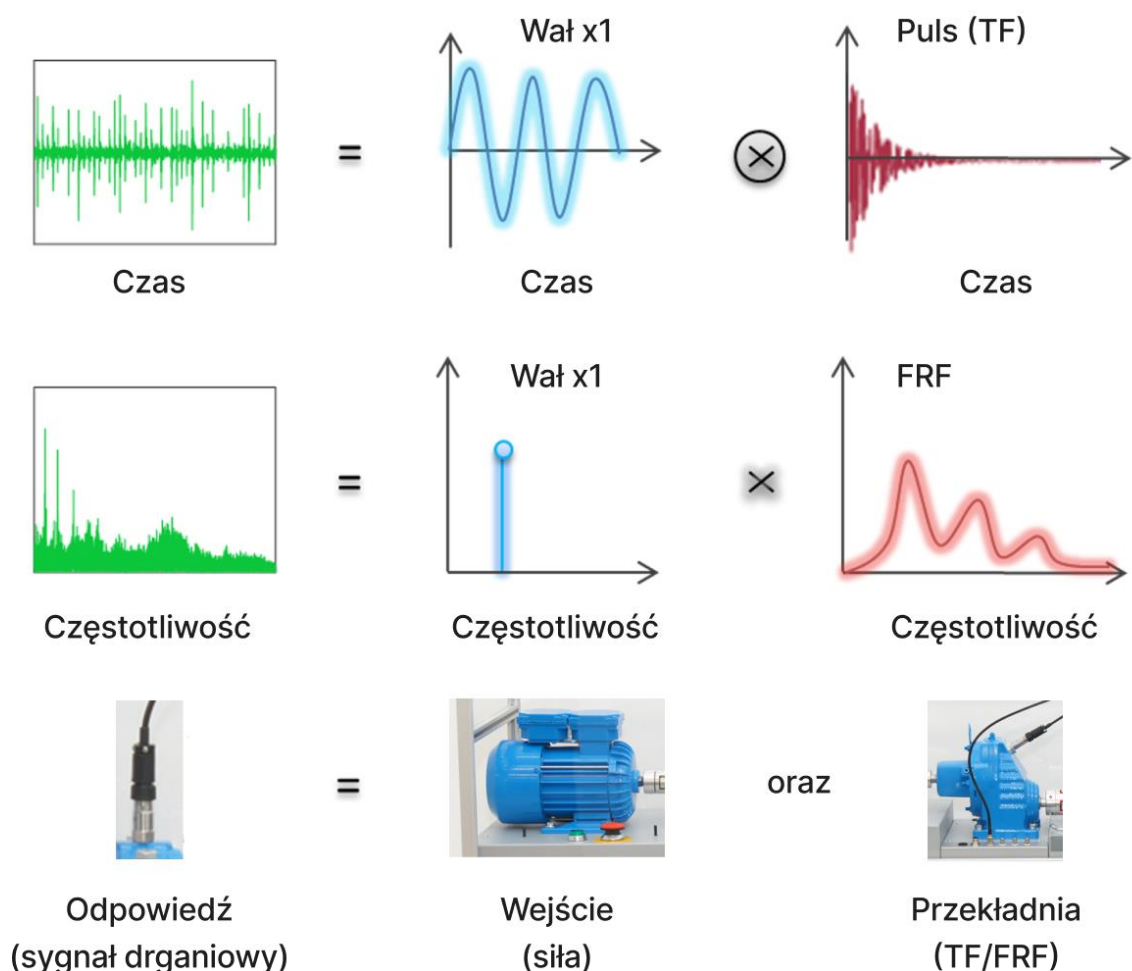 Wał x1
Puls (TF)
=
Czas
Czas
Czas
Wał x1
FRF
=
×
Częstotliwość
Częstotliwość
Częstotliwość
=
oraz
Odpowiedź
(sygnał drganiowy)
Wejście
(siła)
Przekładnia
(TF/FRF)